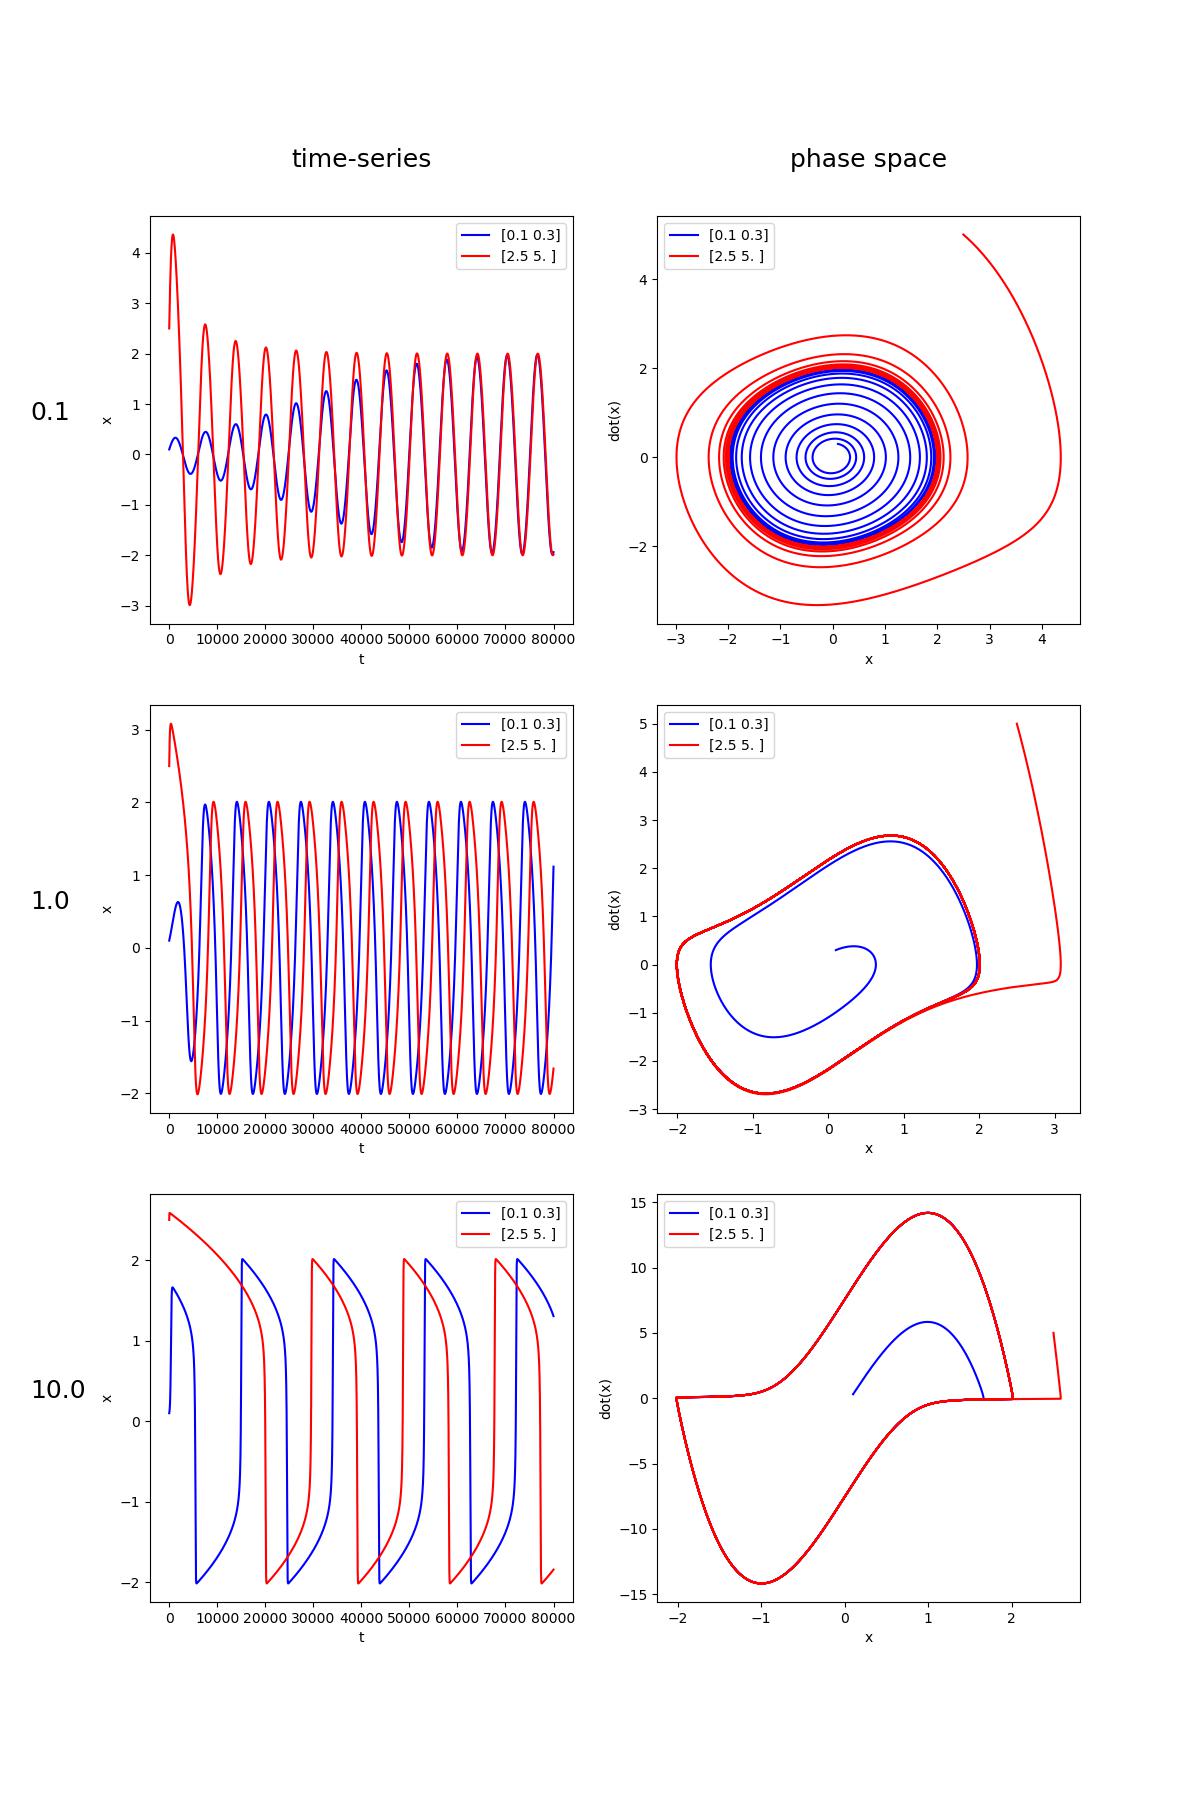 time-series
phase space
0.1
[0.1 0.3]
[2.5 5. ]
x
4
3
2
1
0
−1
−2
−3
0 10000 20000 30000 40000 50000 60000 70000 80000
t
[0.1 0.3]
[2.5 5. ]
dot(x)
4
2
0
−2
−3 −2 −1 0 1 2 3 4
x
1.0
[0.1 0.3]
[2.5 5. ]
x
3
2
1
0
−1
−2
0 10000 20000 30000 40000 50000 60000 70000 80000
t
[0.1 0.3]
[2.5 5. ]
dot(x)
5
4
3
2
1
0
−1
−2
−3
−2 −1 0 1 2 3
x
10.0
[0.1 0.3]
[2.5 5. ]
x
2
1
0
−1
−2
0 10000 20000 30000 40000 50000 60000 70000 80000
t
[0.1 0.3]
[2.5 5. ]
dot(x)
15
10
5
0
−5
−10
−15
−2 −1 0 1 2
x